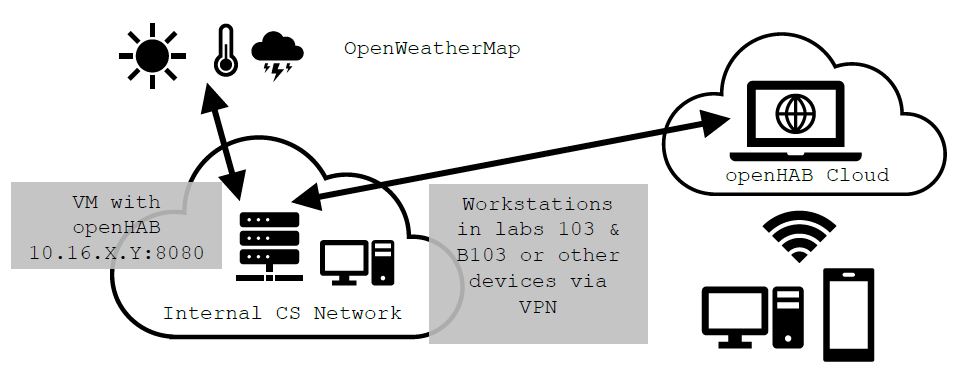 OpenWeatherMap
openHAB Cloud
VM with
openHAB
10.16.X.Y:8080
Workstations
in labs 103 &
B103 or other
devices via
VPN
Internal CS Network